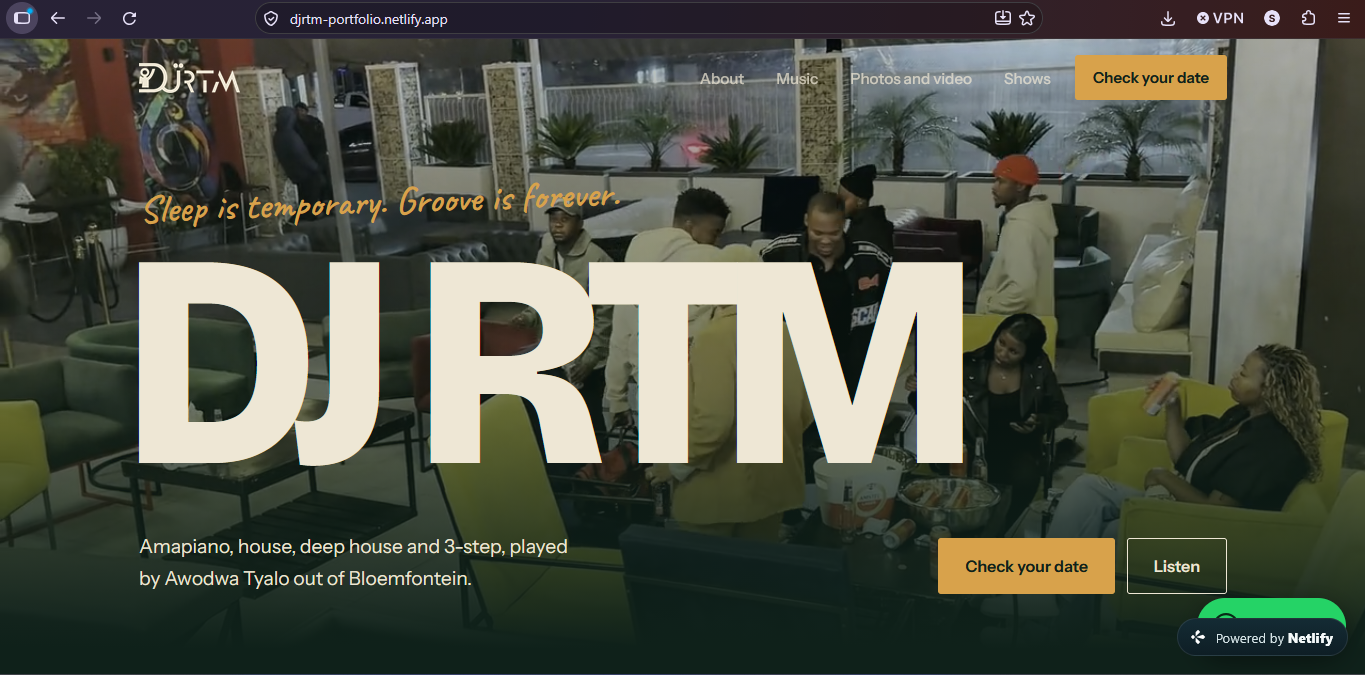 djrtm-portfolio.netlify.app
VPN
S
DJRTM
About
Music
Photos and video
Shows
Check your date
Sleep is temporary. Groove is forever.
DJ RTM
Amapiano, house, deep house and 3-step, played
by Awodwa Tyalo out of Bloemfontein.
Check your date
Listen
Powered by Netlify